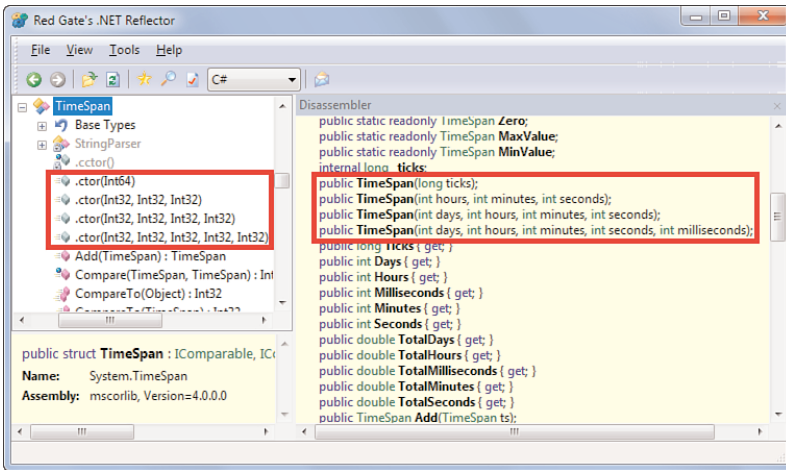 Red Gate's .NET Reflector
File View Tools Help
C#
TimeSpan
Base Types
StringParser
.cctor()
.ctor(Int64)
.ctor(Int32, Int32, Int32)
.ctor(Int32, Int32, Int32, Int32)
.ctor(Int32, Int32, Int32, Int32, Int32)
Add(TimeSpan) : TimeSpan
Compare(TimeSpan, TimeSpan) : Int
CompareTo(Object) : Int32
CompareTo(TimeSpan) : Int32
public struct TimeSpan : IComparable, IC
Name: System.TimeSpan
Assembly: mscorlib, Version=4.0.0.0
Disassembler
public static readonly TimeSpan Zero;
public static readonly TimeSpan MaxValue;
public static readonly TimeSpan MinValue;
internal long _ticks;
public TimeSpan(long ticks);
public TimeSpan(int hours, int minutes, int seconds);
public TimeSpan(int days, int hours, int minutes, int seconds);
public TimeSpan(int days, int hours, int minutes, int seconds, int milliseconds);
public long Ticks { get; }
public int Days { get; }
public int Hours { get; }
public int Milliseconds { get; }
public int Minutes { get; }
public int Seconds { get; }
public double TotalDays { get; }
public double TotalHours { get; }
public double TotalMilliseconds { get; }
public double TotalMinutes { get; }
public double TotalSeconds { get; }
public TimeSpan Add(TimeSpan ts);